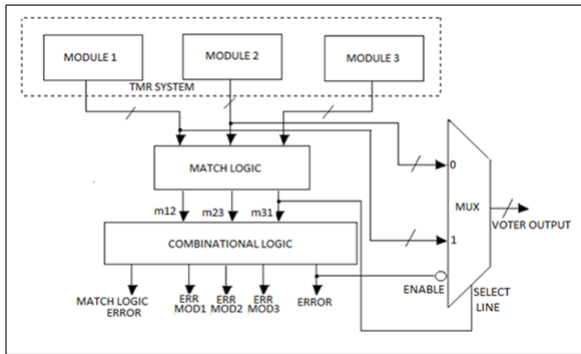 MODULE 1
MODULE 2
MODULE 3
TMR SYSTEM
MATCH LOGIC
0
MUX
VOTER OUTPUT
m12
m23
m31
COMBINATIONAL LOGIC
1
ENABLE
SELECT
LINE
MATCH LOGIC
ERROR
ERR
MOD1
ERR
MOD2
ERR
MOD3
ERROR